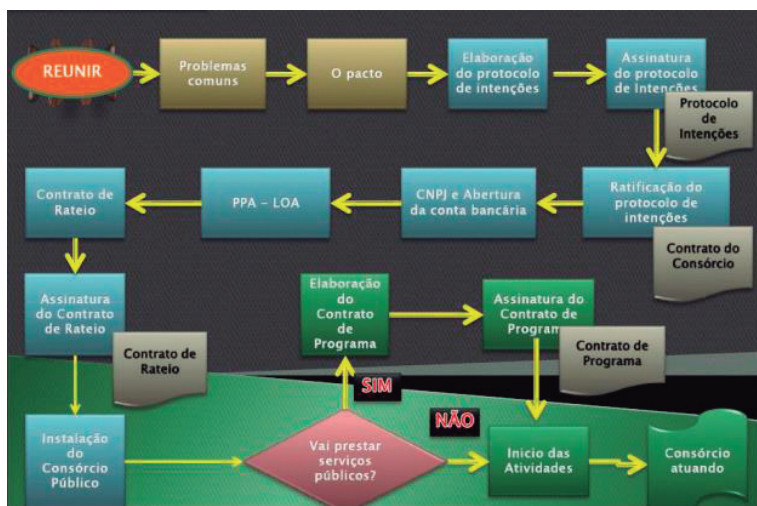 REUNIR
Problemas
comuns
O pacto
Elaboração
do protocolo
de intenções
Assinatura
do protocolo
de Intenções
Protocolo
de
Intenções
Contrato de
Rateio
PPA – LOA
CNPJ e Abertura
da conta bancária
Ratificação do
protocolo de
intenções
Contrato do
Consórcio
Assinatura
do Contrato
de Rateio
Contrato de
Rateio
Elaboração
do
Contrato
de
Programa
Assinatura do
Contrato de
Programa
Contrato de
Programa
SIM
NÃO
Instalação
do
Consórcio
Público
Vai prestar
serviços
públicos?
Inicio das
Atividades
Consórcio
atuando